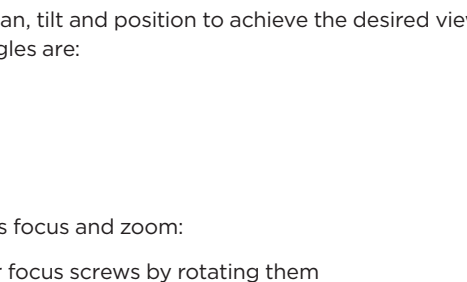 an, tilt and position to achieve the desired vie
gles are:
s focus and zoom:
r focus screws by rotating them